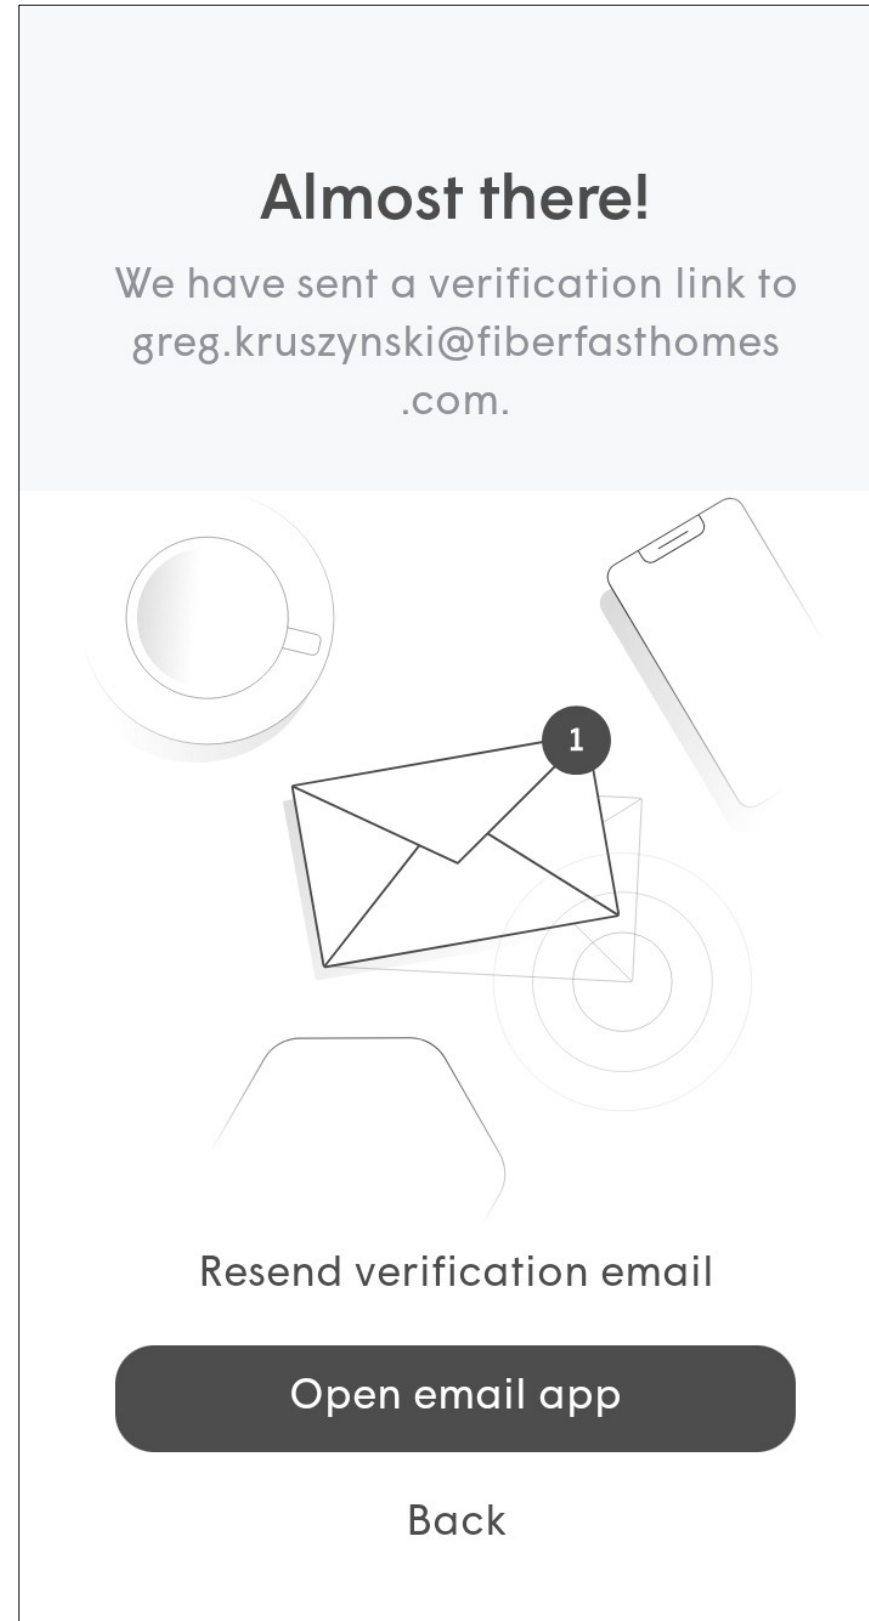 Almost there!
We have sent a verification link to
greg.kruszynski@fiberfasthomes
.com.
1
Resend verification email
Open email app
Back